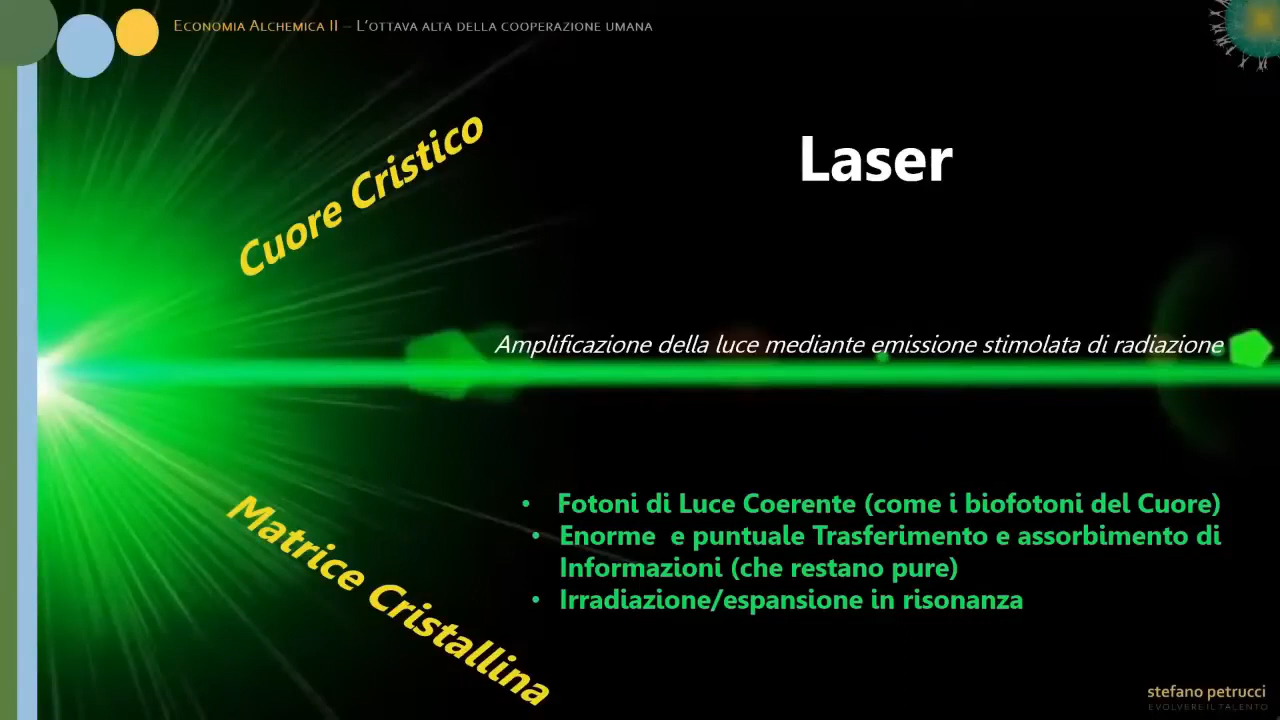 Economia Alchemica II – L'ottava alta della cooperazione umana
Cuore Cristico
Laser
Amplificazione della luce mediante emissione stimolata di radiazione
Matrice Cristallina
• Fotoni di Luce Coerente (come i biofotoni del Cuore)
• Enorme e puntuale Trasferimento e assorbimento di
Informazioni (che restano pure)
• Irradiazione/espansione in risonanza
stefano petrucci
EVOLVERE IL TALENTO